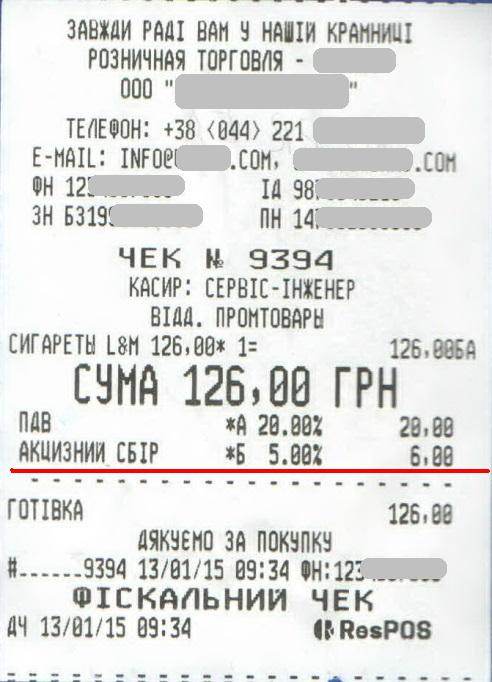 ЗАВЖДИ РАДІ ВАМ У НАШІЙ КРАМНИЦІ
РОЗНИЧНАЯ ТОРГОВЛЯ -
ООО " "
ТЕЛЕФОН: +38 (044) 221
E-MAIL: INFO@ .COM, .COM
ФН 12 ІД 98
ЗН БЗ19 ПН 14
ЧЕК № 9394
КАСИР: СЕРВІС-ІНЖЕНЕР
ВІДД. ПРОМТОВАРЫ
СИГАРЕТЫ L&M 126,00* 1= 126,00БА
СУМА 126,00 ГРН
ПДВ *А 20.00% 20,00
АКЦИЗНИЙ СБІР *Б 5.00% 6,00
ГОТІВКА 126,00
ДЯКУЄМО ЗА ПОКУПКУ
#......9394 13/01/15 09:34 ФН:123
ФІСКАЛЬНИЙ ЧЕК
ДЧ 13/01/15 09:34 ResPOS